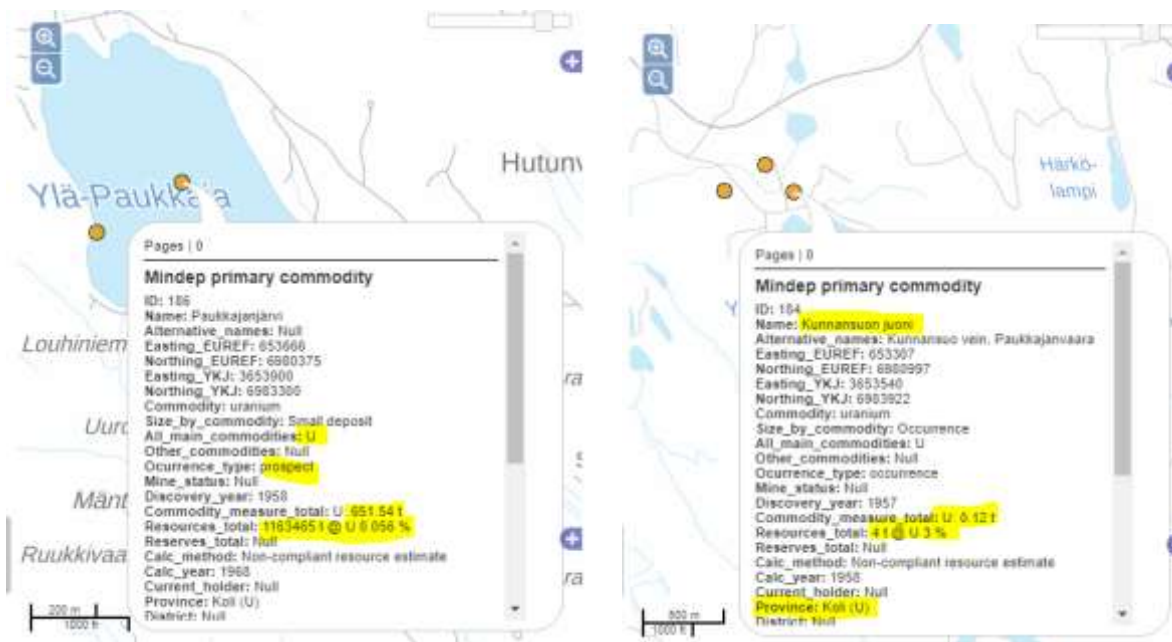 Hutunv
Ylä-Paukkaja
Pages | 0
Mindep primary commodity
ID: 186
Name: Paukkajanjärvi
Alternative_names: Null
Easting_EUREF: 653666
Northing_EUREF: 6980375
Easting_YKJ: 3653900
Northing_YKJ: 6983300
Commodity: uranium
Size_by_commodity: Small deposit
All_main_commodities: U
Other_commodities: Null
Ocurrence_type: prospect
Mine_status: Null
Discovery_year: 1958
Commodity_measure_total: U: 651.54 t
Resources_total: 1163465 t @ U 0.056 %
Reserves_total: Null
Calc_method: Non-compliant resource estimate
Calc_year: 1968
Current_holder: Null
Province: Koli (U)
District: Null
Louhiniem
Uuro
Mänt
Ruukkivaa
ra
ra
200 m
1000 ft
Härkö-
lampi
Y
Pages | 0
Mindep primary commodity
ID: 184
Name: Kunnansuon juoni
Alternative_names: Kunnansuo vein, Paukkajanvaara
Easting_EUREF: 653307
Northing_EUREF: 6980997
Easting_YKJ: 3653540
Northing_YKJ: 6983922
Commodity: uranium
Size_by_commodity: Occurrence
All_main_commodities: U
Other_commodities: Null
Ocurrence_type: occurrence
Mine_status: Null
Discovery_year: 1957
Commodity_measure_total: U: 0.12 t
Resources_total: 4 t @ U 3 %
Reserves_total: Null
Calc_method: Non-compliant resource estimate
Calc_year: 1958
Current_holder: Null
Province: Koli (U)
District: Null
1000 ft